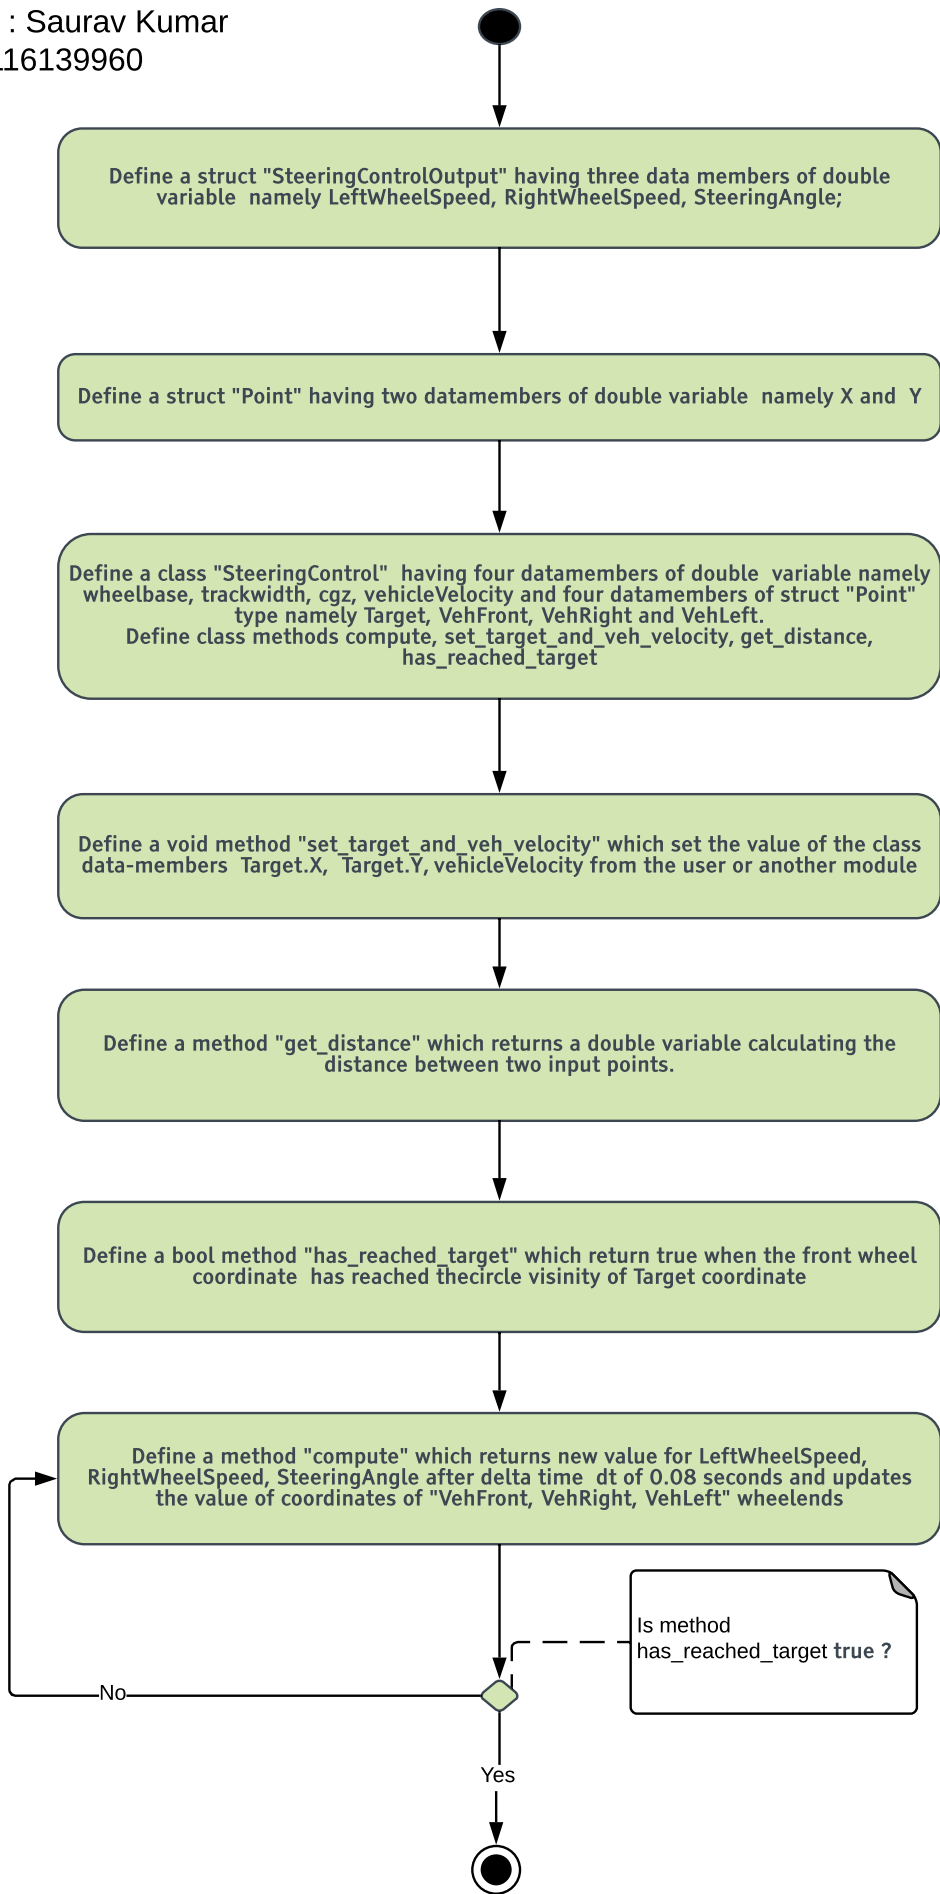 : Saurav Kumar
116139960
Define a struct "SteeringControlOutput" having three data members of double
variable  namely LeftWheelSpeed, RightWheelSpeed, SteeringAngle;
Define a struct "Point" having two datamembers of double variable  namely X and  Y
Define a class "SteeringControl"  having four datamembers of double  variable namely
wheelbase, trackwidth, cgz, vehicleVelocity and four datamembers of struct "Point"
type namely Target, VehFront, VehRight and VehLeft.
Define class methods compute, set_target_and_veh_velocity, get_distance,
has_reached_target
Define a void method "set_target_and_veh_velocity" which set the value of the class
data-members  Target.X,  Target.Y, vehicleVelocity from the user or another module
Define a method "get_distance" which returns a double variable calculating the
distance between two input points.
Define a bool method "has_reached_target" which return true when the front wheel
coordinate  has reached thecircle visinity of Target coordinate
Define a method "compute" which returns new value for LeftWheelSpeed,
RightWheelSpeed, SteeringAngle after delta time  dt of 0.08 seconds and updates
the value of coordinates of "VehFront, VehRight, VehLeft" wheelends
Is method
has_reached_target true ?
No
Yes